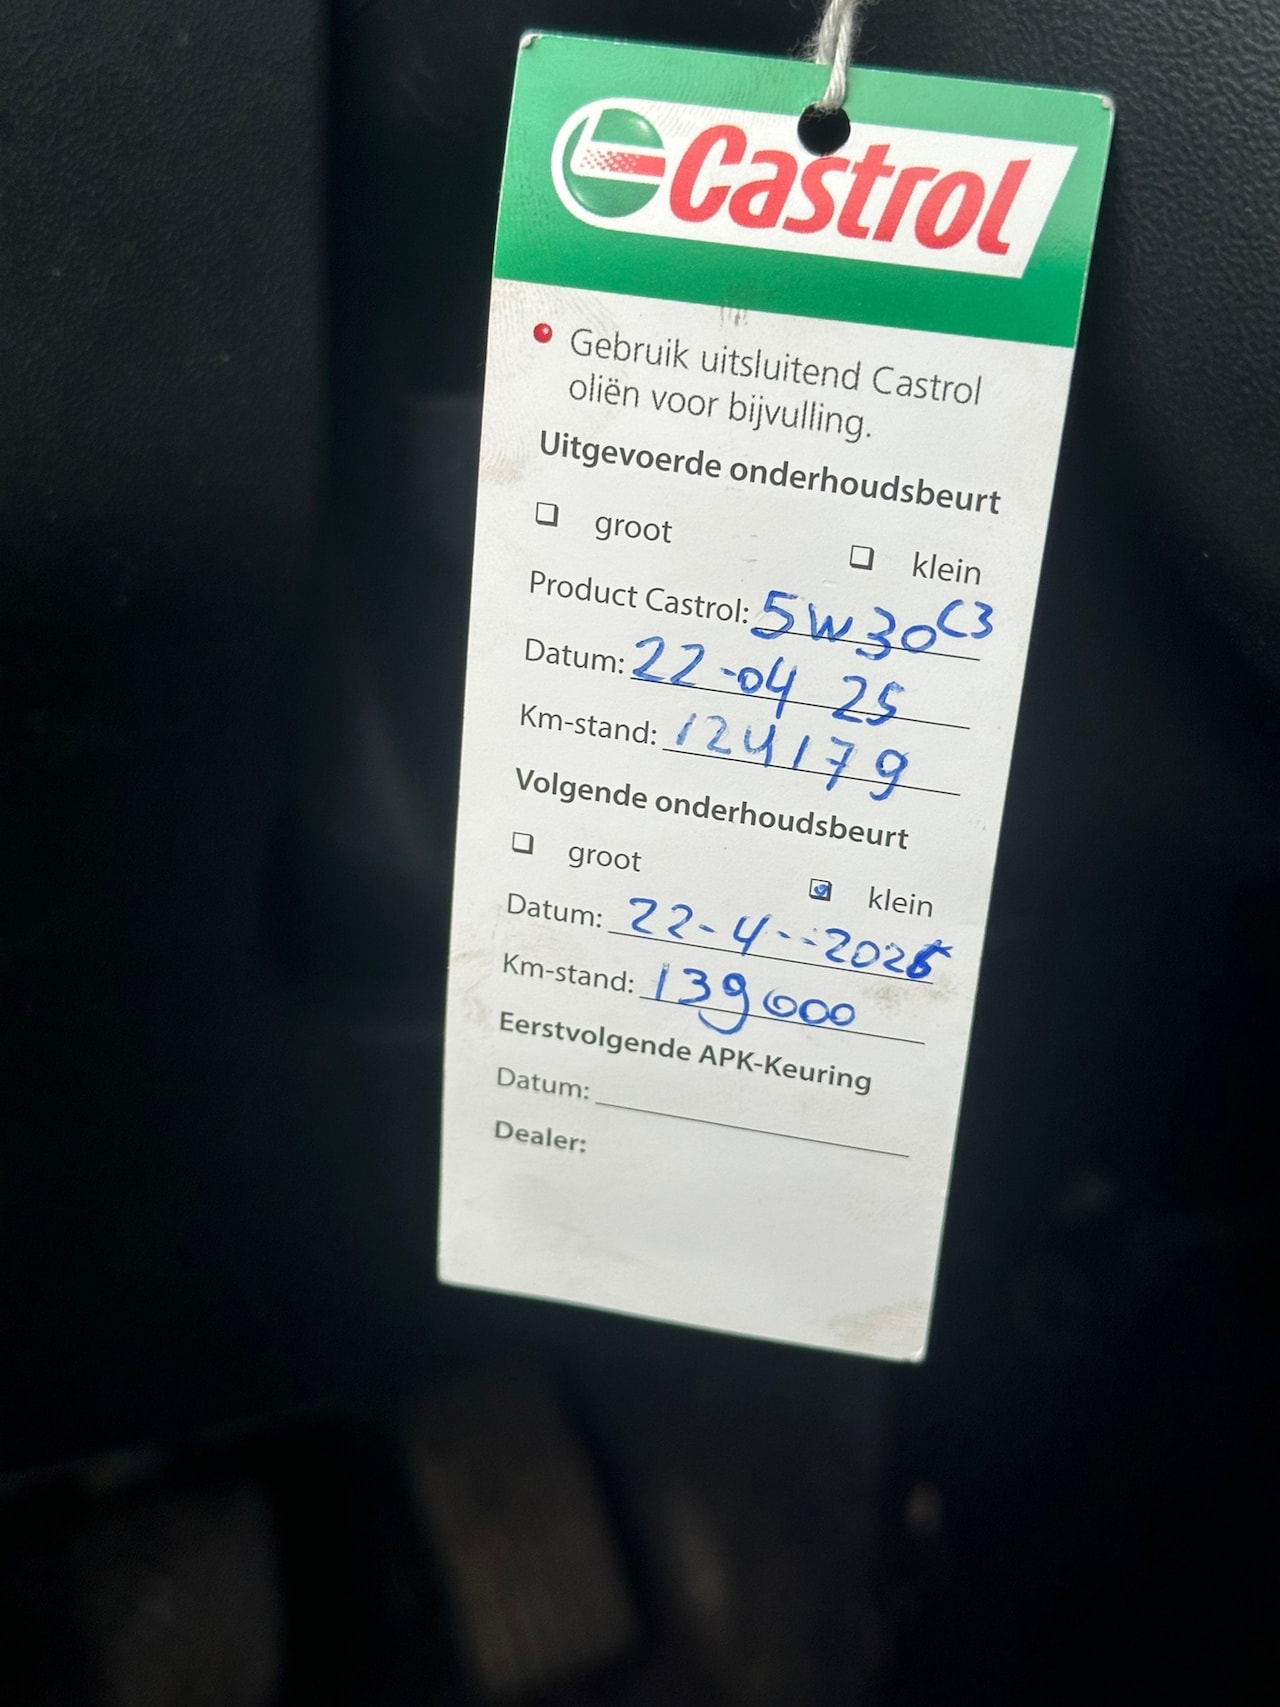 Castrol
Gebruik uitsluitend Castrol
oliën voor bijvulling.
Uitgevoerde onderhoudsbeurt
groot klein
Product Castrol: 5W30 C3
Datum: 22-04 25
Km-stand: 124179
Volgende onderhoudsbeurt
groot klein
Datum: 22-4--2026
Km-stand: 139000
Eerstvolgende APK-Keuring
Datum:
Dealer: